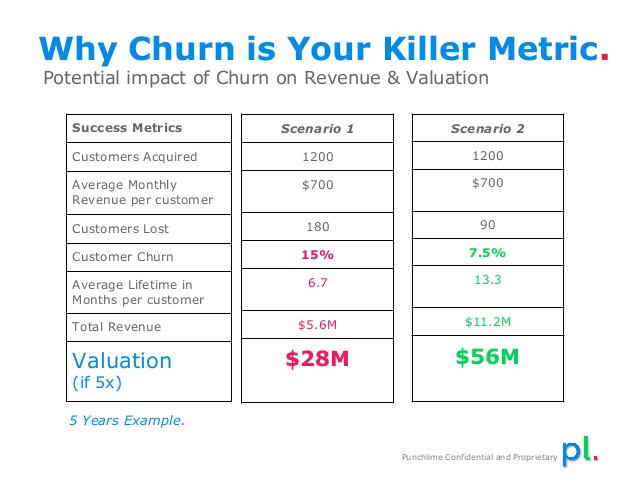 Why Churn is Your Killer Metric.
Potential impact of Churn on Revenue & Valuation
Success Metrics Scenario 1 Scenario 2
Customers Acquired 1200 1200
Average Monthly
Revenue per customer $700 $700
Customers Lost 180 90
Customer Churn 15% 7.5%
Average Lifetime in
Months per customer 6.7 13.3
Total Revenue $5.6M $11.2M
Valuation $28M $56M
(if 5x)
5 Years Example.
Punchlime Confidential and Proprietary pl.